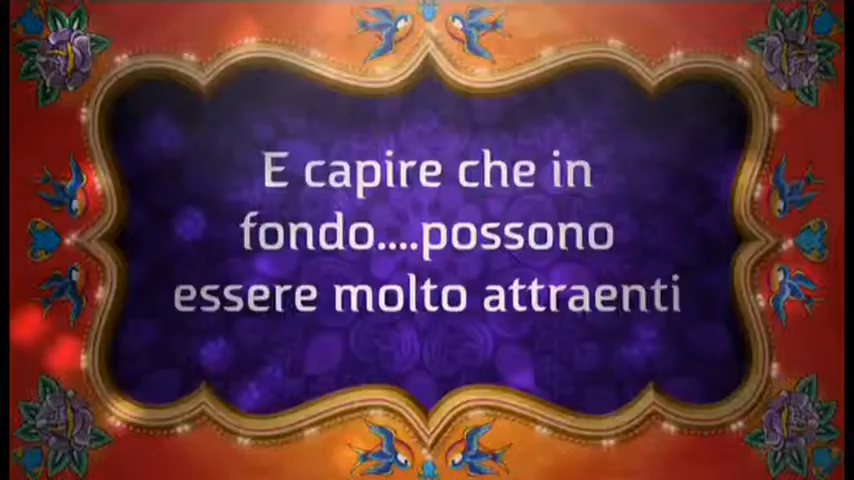 E capire che in
fondo....possono
essere molto attraenti